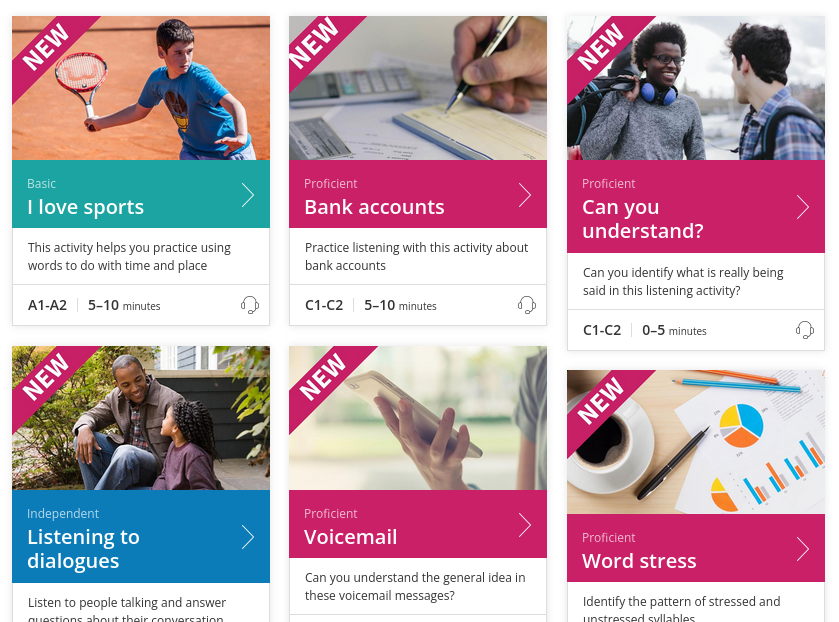 NEW
Basic
I love sports
This activity helps you practice using
words to do with time and place
A1-A2 5–10 minutes
NEW
Proficient
Bank accounts
Practice listening with this activity about
bank accounts
C1-C2 5–10 minutes
NEW
Proficient
Can you
understand?
Can you identify what is really being
said in this listening activity?
C1-C2 0–5 minutes
NEW
Independent
Listening to
dialogues
Listen to people talking and answer
questions about their conversation
NEW
Proficient
Voicemail
Can you understand the general idea in
these voicemail messages?
NEW
Proficient
Word stress
Identify the pattern of stressed and
unstressed syllables